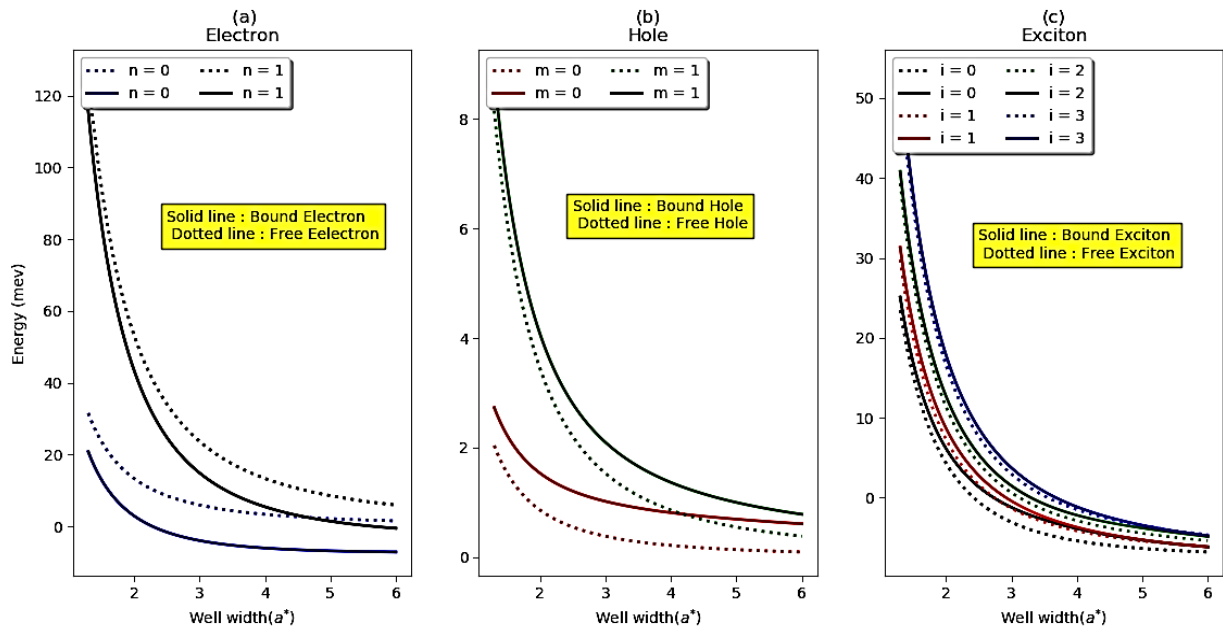 (a)
Electron
n = 0 n = 1
n = 0 n = 1
Solid line : Bound Electron
Dotted line : Free Eelectron
Energy (mev)
120
100
80
60
40
20
0
2 3 4 5 6
Well width(a*)
(b)
Hole
m = 0 m = 1
m = 0 m = 1
Solid line : Bound Hole
Dotted line : Free Hole
8
6
4
2
0
2 3 4 5 6
Well width(a*)
(c)
Exciton
i = 0 i = 2
i = 0 i = 2
i = 1 i = 3
i = 1 i = 3
Solid line : Bound Exciton
Dotted line : Free Exciton
50
40
30
20
10
0
2 3 4 5 6
Well width(a*)